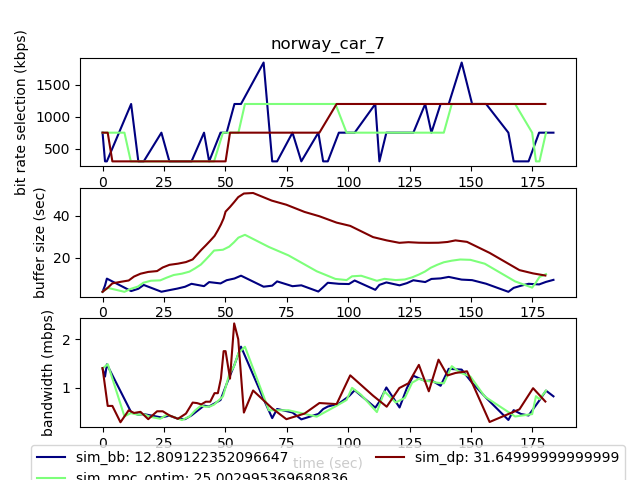 norway_car_7
bit rate selection (kbps)
1500
1000
500
0 25 50 75 100 125 150 175
buffer size (sec)
40
20
0 25 50 75 100 125 150 175
bandwidth (mbps)
2
1
0 25 50 75 100 125 150 175
time (sec)
sim_bb: 12.809122352096647
sim_dp: 31.64999999999999
sim_mpc_optim: 25.002995369680836